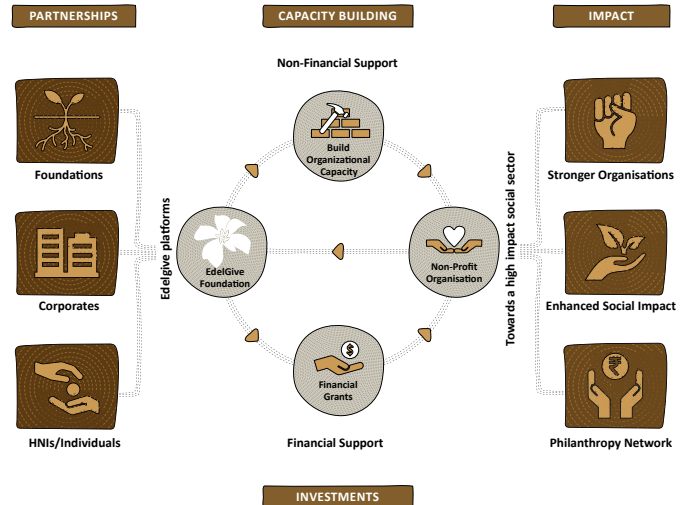 PARTNERSHIPS
CAPACITY BUILDING
IMPACT
Non-Financial Support
Build
Organizational
Capacity
Foundations
Stronger Organisations
Edelgive platforms
EdelGive
Foundation
Non-Profit
Organisation
Towards a high impact social sector
Corporates
Enhanced Social Impact
$
Financial
Grants
₹
HNIs/Individuals
Financial Support
Philanthropy Network
INVESTMENTS